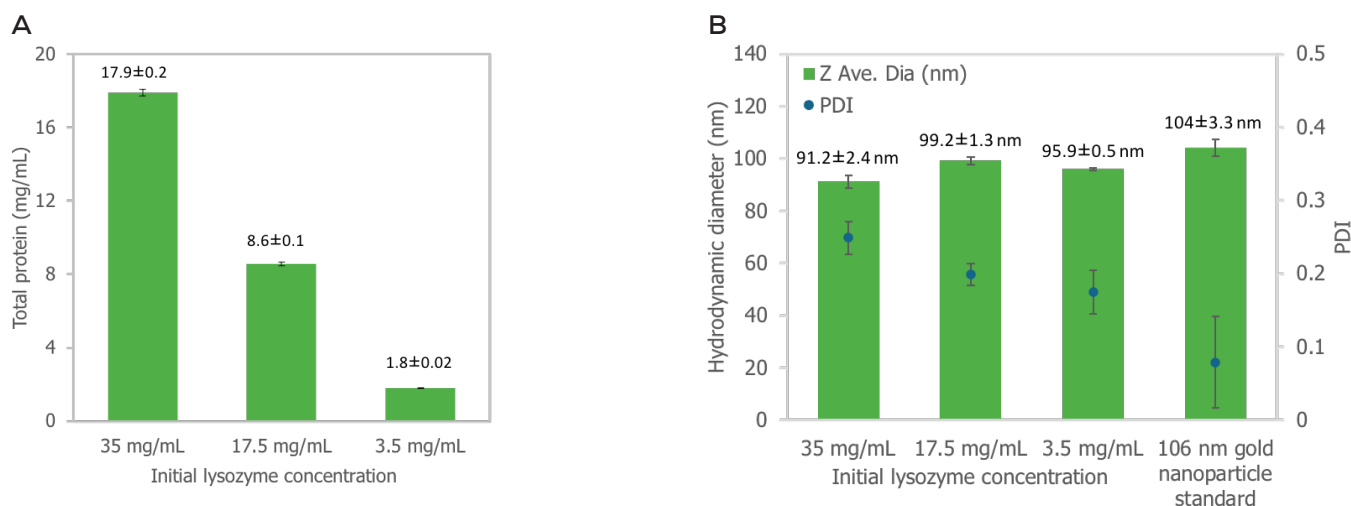 A
Total protein (mg/mL)
20
16
12
8
4
0
17.9±0.2
8.6±0.1
1.8±0.02
35 mg/mL 17.5 mg/mL 3.5 mg/mL
Initial lysozyme concentration
B
Hydrodynamic diameter (nm)
140
120
100
80
60
40
20
0
Z Ave. Dia (nm)
PDI
91.2±2.4 nm
99.2±1.3 nm
95.9±0.5 nm
104±3.3 nm
0.5
0.4
0.3
0.2
0.1
0
PDI
35 mg/mL 17.5 mg/mL 3.5 mg/mL
Initial lysozyme concentration
106 nm gold
nanoparticle
standard